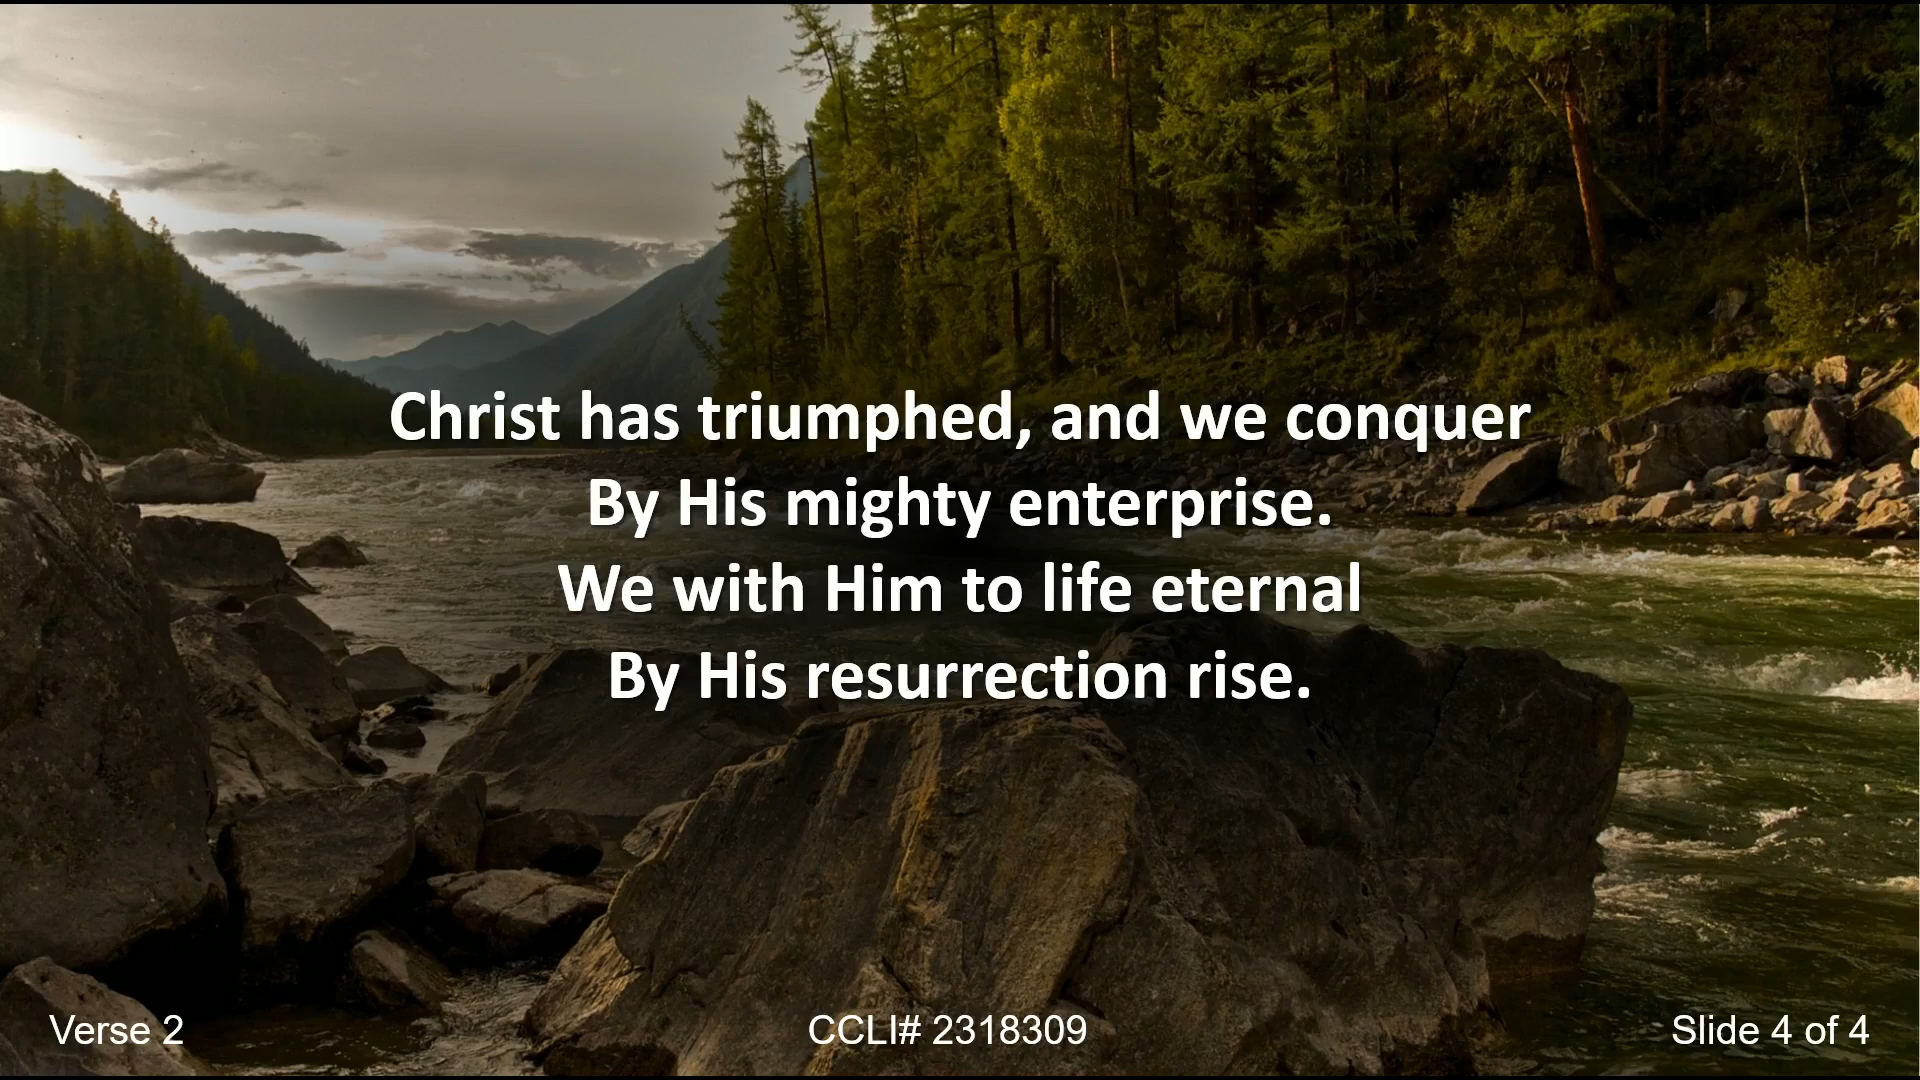 Christ has triumphed, and we conquer
By His mighty enterprise.
We with Him to life eternal
By His resurrection rise.
Verse 2
CCLI# 2318309
Slide 4 of 4